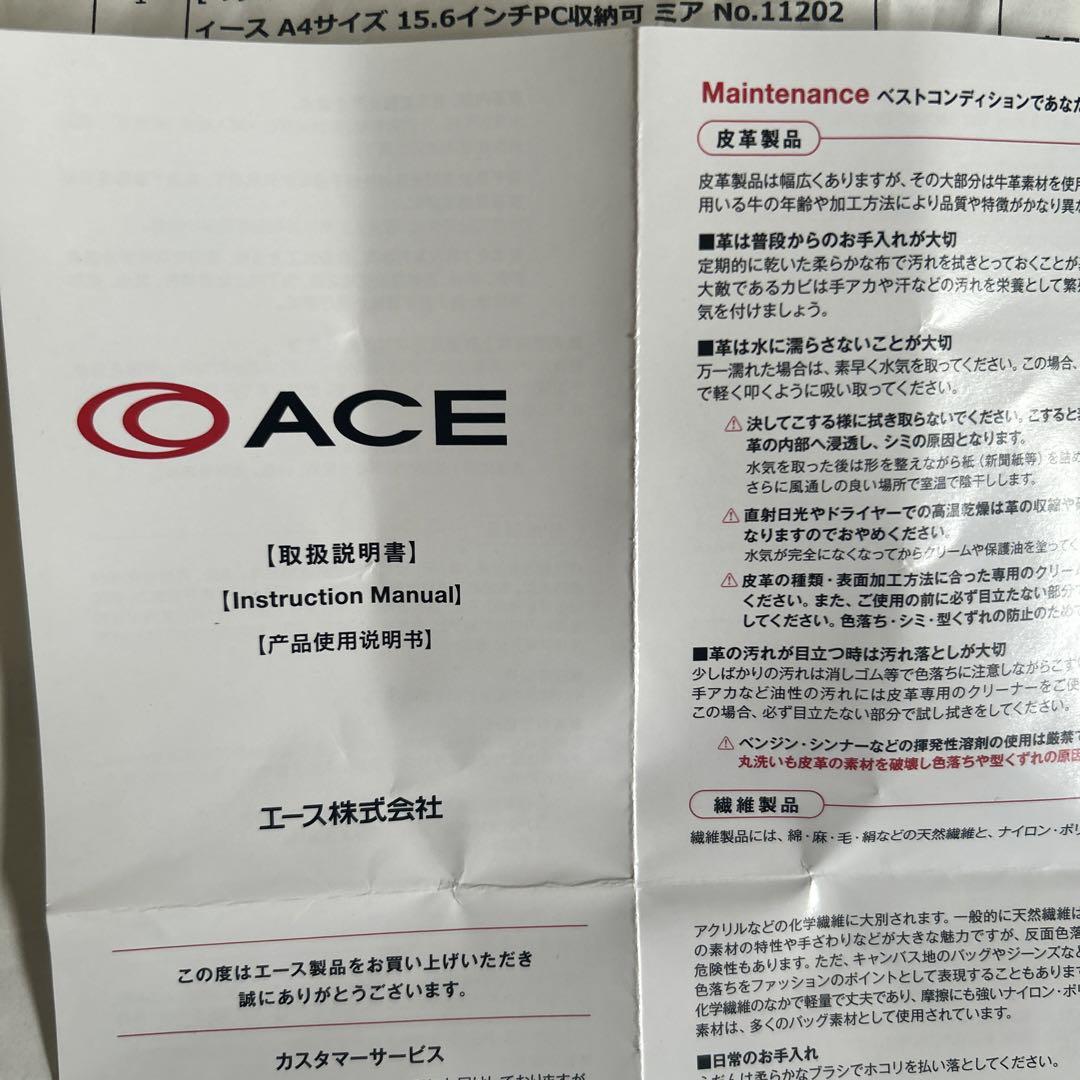 ィース A4サイズ 15.6インチPC収納可 ミア No.11202
ACE
【取扱説明書】
【Instruction Manual】
【产品使用说明书】
エース株式会社
この度はエース製品をお買い上げいただき
誠にありがとうございます。
カスタマーサービス
Maintenance ベストコンディションであな
皮革製品
皮革製品は幅広くありますが、その大部分は牛革素材を使
用いる牛の年齢や加工方法により品質や特徴がかなり異
■革は普段からのお手入れが大切
定期的に乾いた柔らかな布で汚れを拭きとっておくことが
大敵であるカビは手アカや汗などの汚れを栄養として繁
気を付けましょう。
■革は水に濡らさないことが大切
万一濡れた場合は、素早く水気を取ってください。この場合、
で軽く叩くように吸い取ってください。
⚠決してこする様に拭き取らないでください。こすると
革の内部へ浸透し、シミの原因となります。
水気を取った後は形を整えながら紙（新聞紙等）を詰
さらに風通しの良い場所で室温で陰干しします。
⚠直射日光やドライヤーでの高温乾燥は革の収縮や
なりますのでおやめください。
水気が完全になくなってからクリームや保護油を塗って
⚠皮革の種類・表面加工方法に合った専用のクリー
ください。また、ご使用の前に必ず目立たない部分
してください。色落ち・シミ・型くずれの防止のため
■革の汚れが目立つ時は汚れ落としが大切
少しばかりの汚れは消しゴム等で色落ちに注意しながらこす
手アカなど油性の汚れには皮革専用のクリーナーをご使
この場合、必ず目立たない部分で試し拭きをしてください。
⚠ベンジン・シンナーなどの揮発性溶剤の使用は厳禁
丸洗いも皮革の素材を破壊し色落ちや型くずれの原因
繊維製品
繊維製品には、綿・麻・毛・絹などの天然繊維と、ナイロン・ポリ
アクリルなどの化学繊維に大別されます。一般的に天然繊維は
の素材の特性や手ざわりなどが大きな魅力ですが、反面色落
危険性もあります。ただ、キャンバス地のバッグやジーンズな
色落ちをファッションのポイントとして表現することもありま
化学繊維のなかで軽量で丈夫であり、摩擦にも強いナイロン・ポリ
素材は、多くのバッグ素材として使用されています。
■日常のお手入れ
ふだんは柔らかなブラシでホコリを払い落としてください。